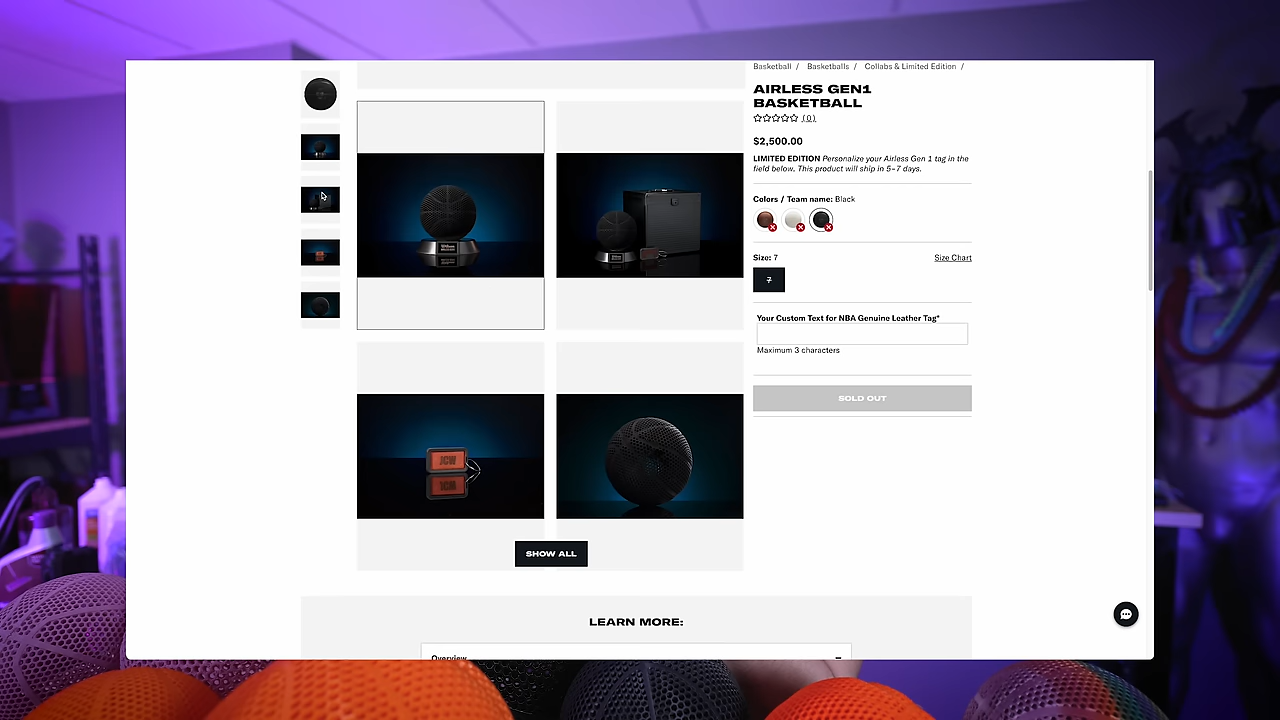 Basketball / Basketballs / Collabs & Limited Edition /
AIRLESS GEN1
BASKETBALL
(0)
$2,500.00
LIMITED EDITION Personalize your Airless Gen 1 tag in the
field below. This product will ship in 5–7 days.
Colors / Team name: Black
Size: 7
Size Chart
7
Your Custom Text for NBA Genuine Leather Tag*
Maximum 3 characters
SOLD OUT
JCW
SHOW ALL
LEARN MORE:
Overview